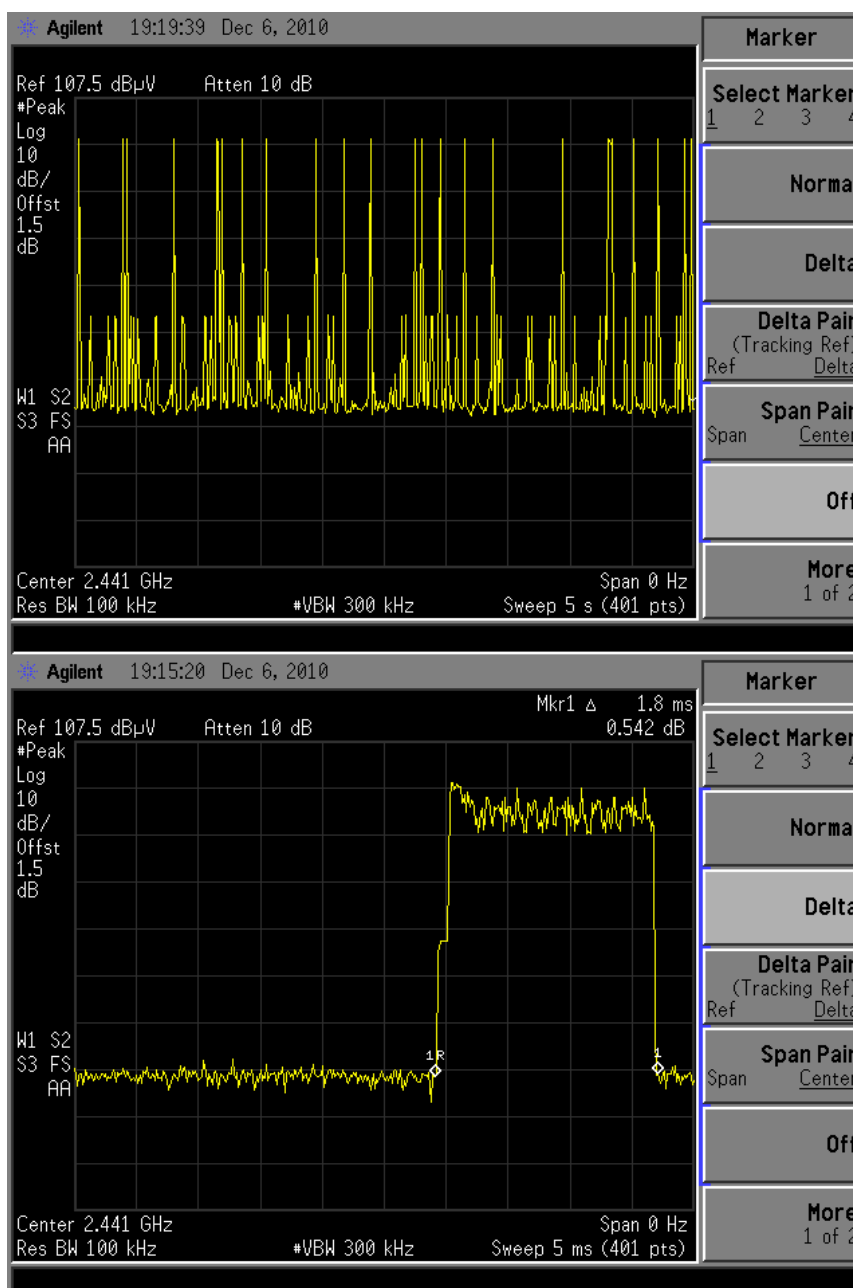 Agilent 19:19:39 Dec 6, 2010
Marker
Ref 107.5 dBµV Atten 10 dB
#Peak
Log
10
dB/
Offst
1.5
dB
W1 S2
S3 FS
AA
Center 2.441 GHz Span 0 Hz
Res BW 100 kHz #VBW 300 kHz Sweep 5 s (401 pts)
Select Marker
1 2 3 4
Norma
Delta
Delta Pair
(Tracking Ref)
Ref Delta
Span Pair
Span Center
Off
More
1 of 2
Agilent 19:15:20 Dec 6, 2010
Marker
Mkr1 Δ 1.8 ms
Ref 107.5 dBµV Atten 10 dB 0.542 dB
#Peak
Log
10
dB/
Offst
1.5
dB
1R
1
W1 S2
S3 FS
AA
Center 2.441 GHz Span 0 Hz
Res BW 100 kHz #VBW 300 kHz Sweep 5 ms (401 pts)
Select Marker
1 2 3 4
Norma
Delta
Delta Pair
(Tracking Ref)
Ref Delta
Span Pair
Span Center
Off
More
1 of 2